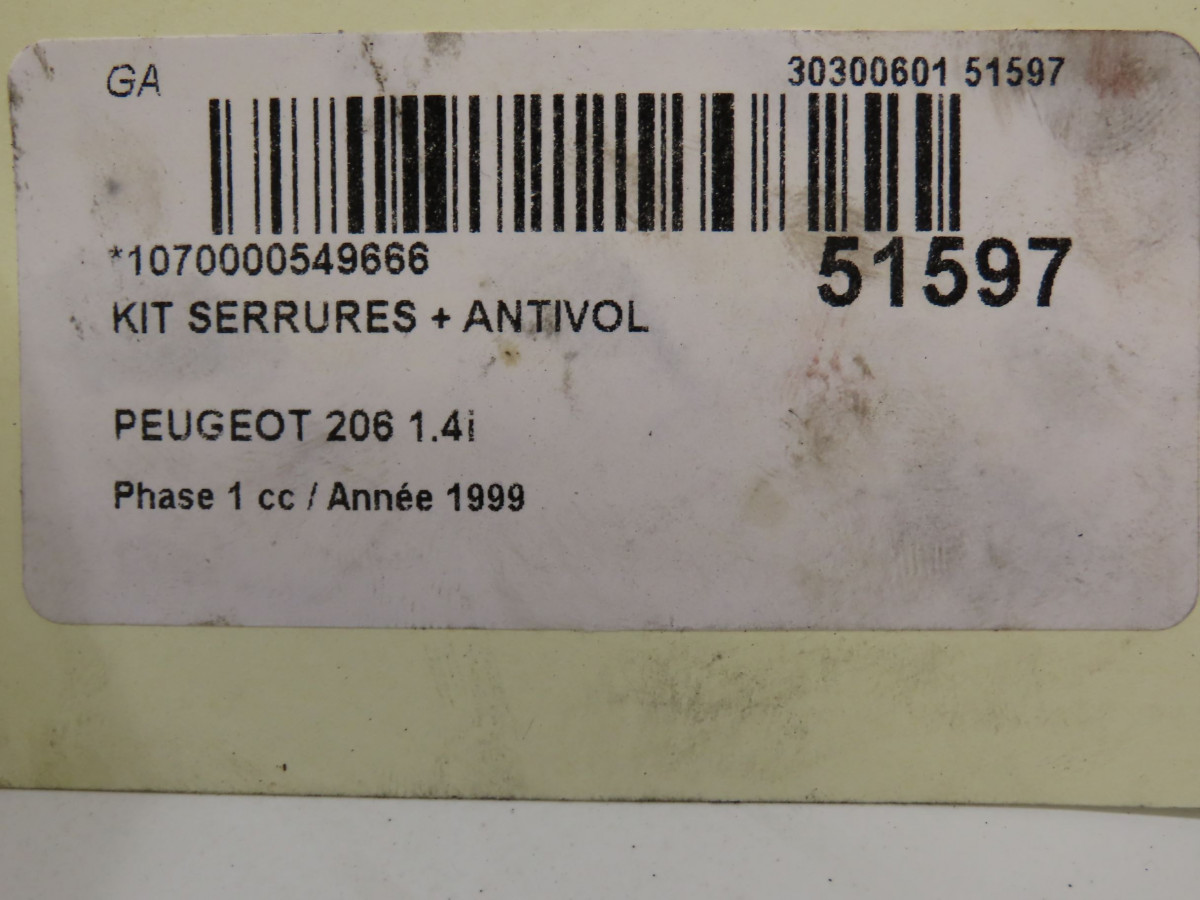 GA 30300601 51597
*1070000549666
51597
KIT SERRURES + ANTIVOL
PEUGEOT 206 1.4i
Phase 1 cc / Année 1999